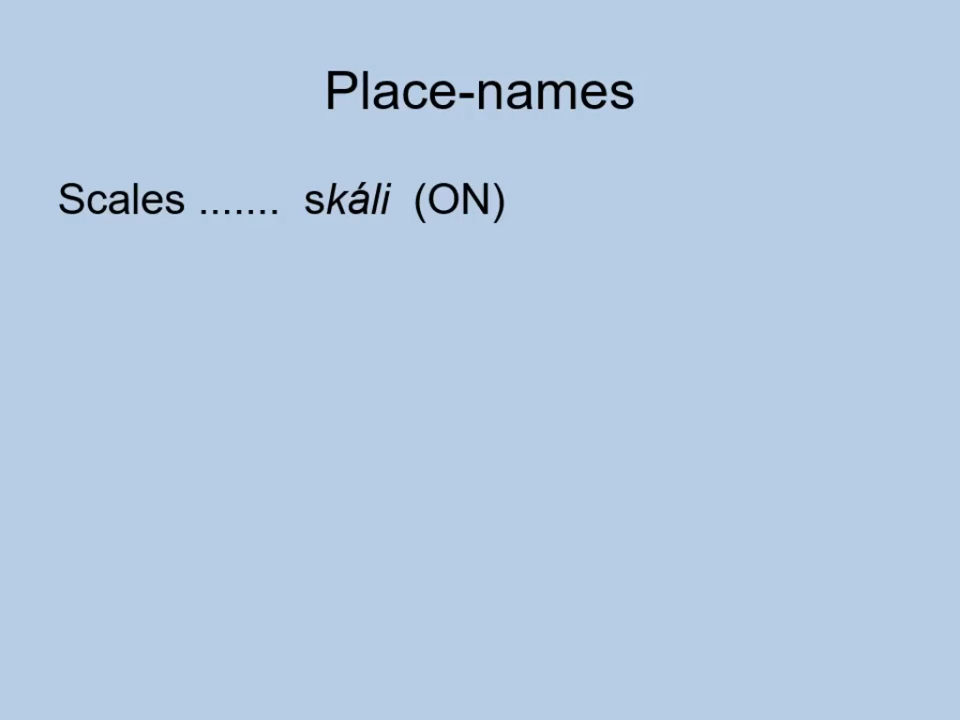 Place-names
Scales ....... skáli (ON)